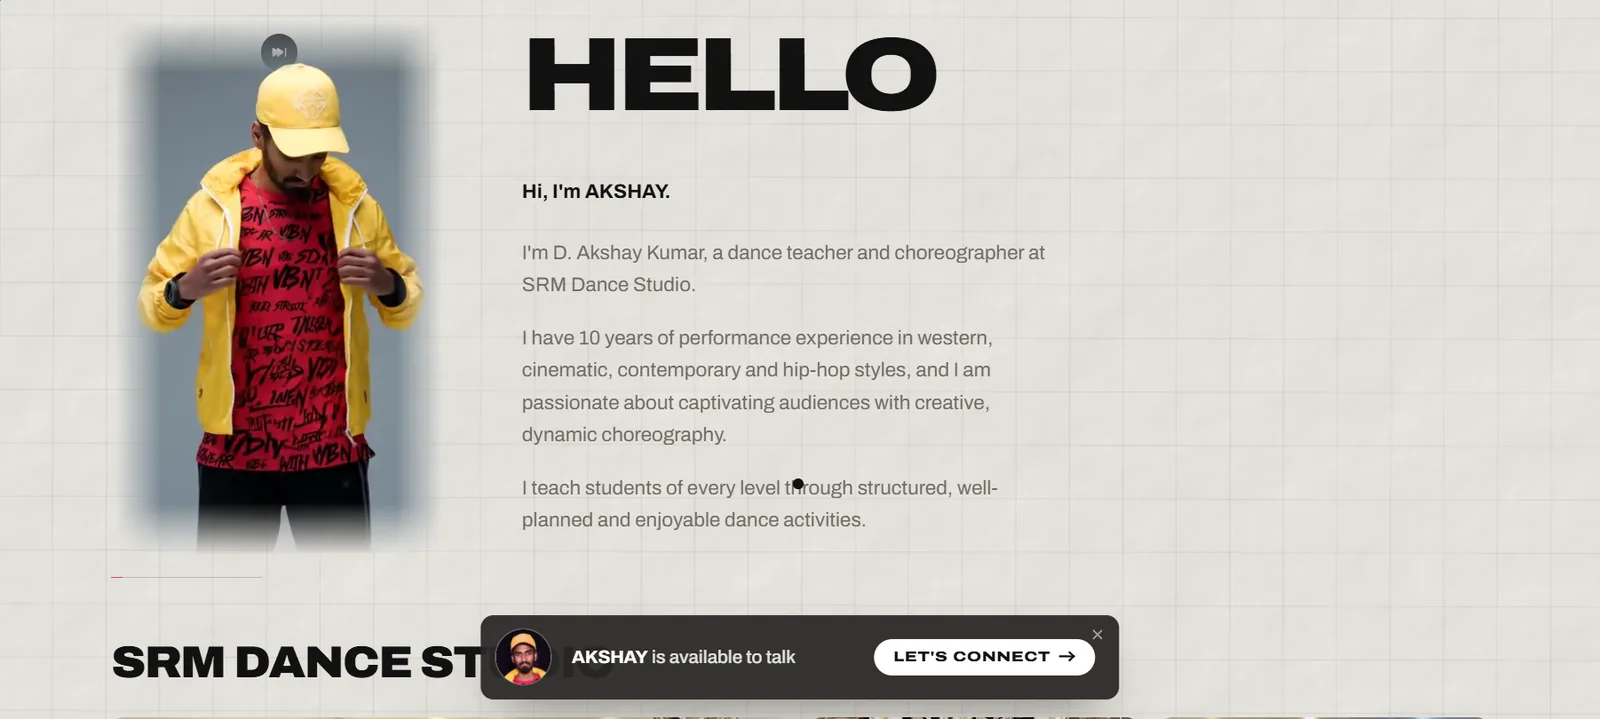 HELLO
Hi, I'm AKSHAY.
I'm D. Akshay Kumar, a dance teacher and choreographer at
SRM Dance Studio.
I have 10 years of performance experience in western,
cinematic, contemporary and hip-hop styles, and I am
passionate about captivating audiences with creative,
dynamic choreography.
I teach students of every level through structured, well-
planned and enjoyable dance activities.
SRM DANCE STUDIO
AKSHAY is available to talk
LET'S CONNECT →